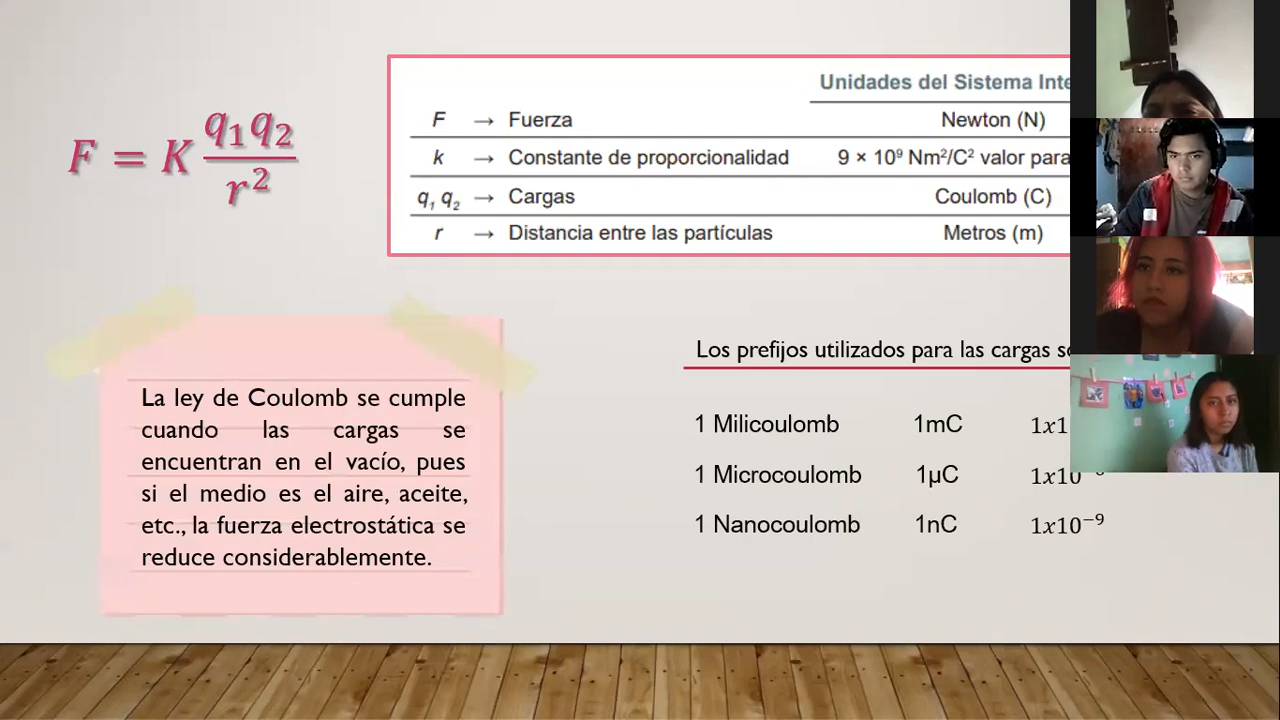 F = K q₁q₂ / r²
Unidades del Sistema
F → Fuerza Newton (N)
k → Constante de proporcionalidad 9 × 10⁹ Nm²/C² valor para
q₁ q₂ → Cargas Coulomb (C)
r → Distancia entre las partículas Metros (m)
La ley de Coulomb se cumple
cuando las cargas se
encuentran en el vacío, pues
si el medio es el aire, aceite,
etc., la fuerza electrostática se
reduce considerablemente.
Los prefijos utilizados para las cargas
1 Milicoulomb 1mC
1 Microcoulomb 1μC
1 Nanocoulomb 1nC 1x10⁻⁹